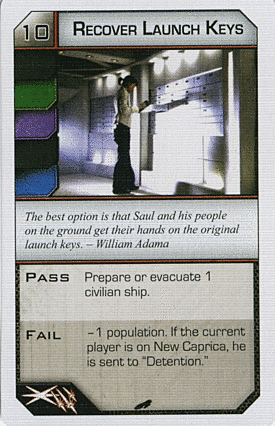 10 RECOVER LAUNCH KEYS
The best option is that Saul and his people
on the ground get their hands on the original
launch keys. – William Adama
PASS Prepare or evacuate 1
civilian ship.
FAIL –1 population. If the current
player is on New Caprica, he
is sent to “Detention.”